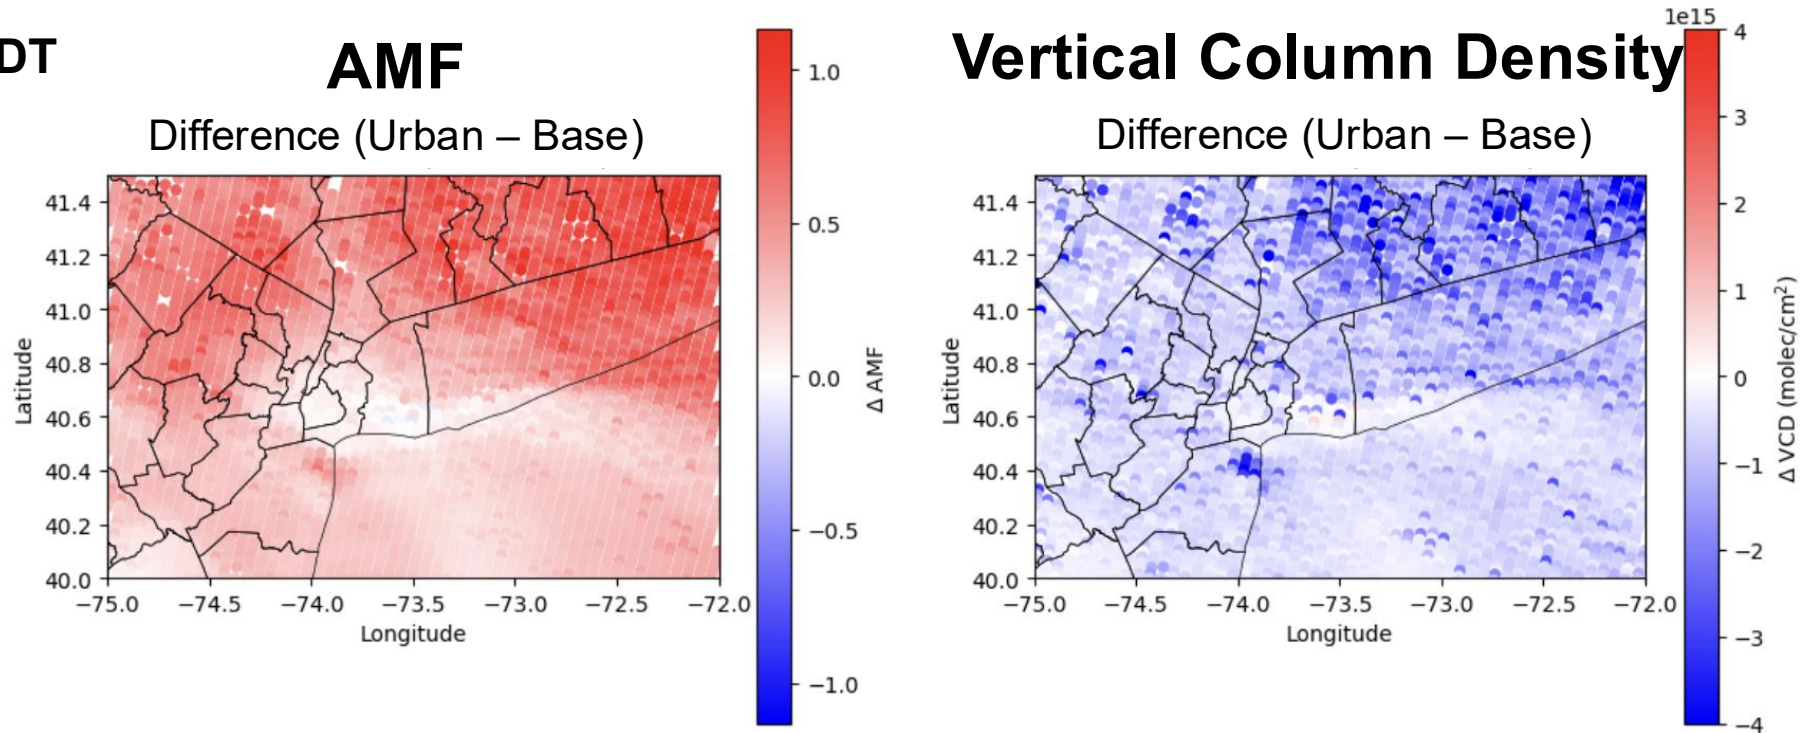 DT
AMF
Difference (Urban – Base)
41.4
41.2
41.0
40.8
40.6
40.4
40.2
40.0
Latitude
−75.0 −74.5 −74.0 −73.5 −73.0 −72.5 −72.0
Longitude
1.0
0.5
0.0
−0.5
−1.0
Δ AMF
Vertical Column Density
Difference (Urban – Base)
41.4
41.2
41.0
40.8
40.6
40.4
40.2
40.0
Latitude
−75.0 −74.5 −74.0 −73.5 −73.0 −72.5 −72.0
Longitude
1e15
4
3
2
1
0
−1
−2
−3
−4
Δ VCD (molec/cm²)